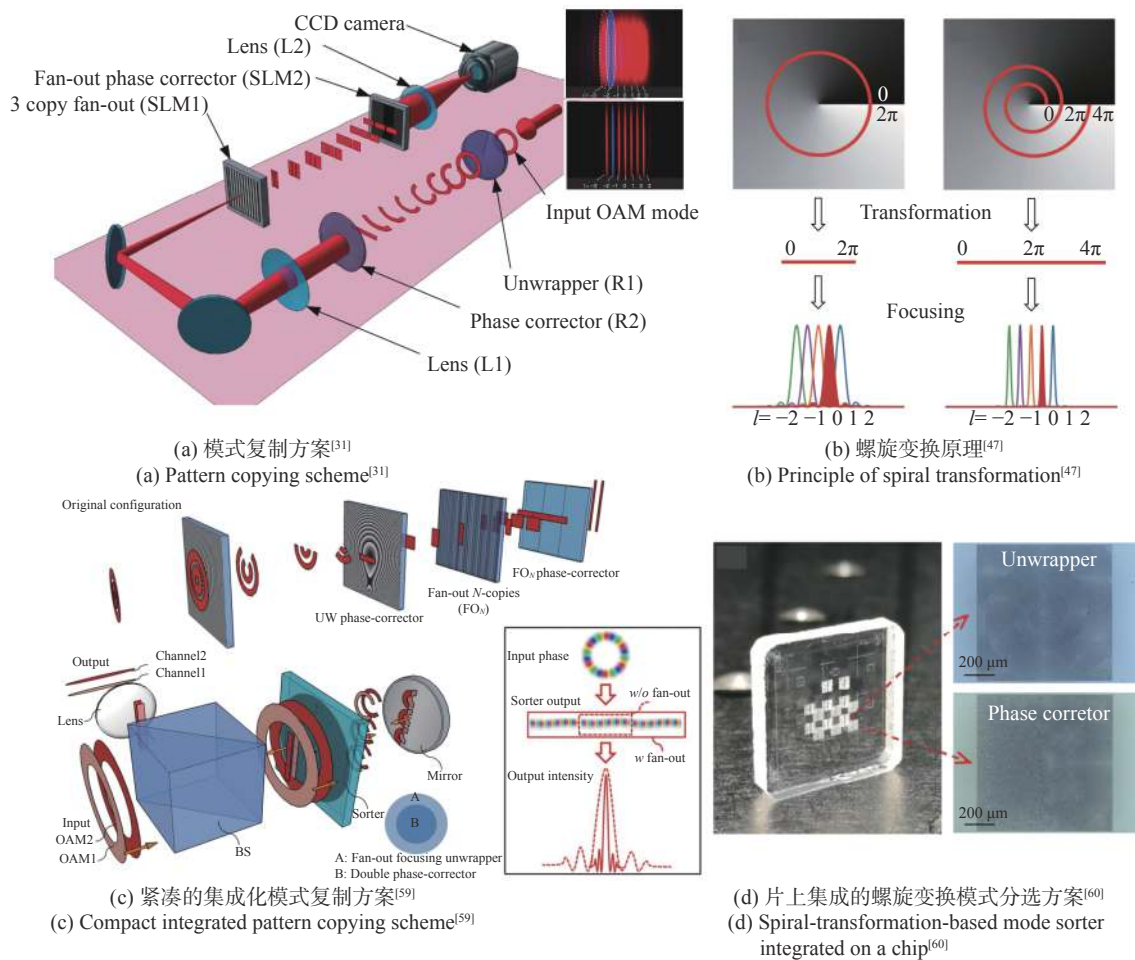 CCD camera
Lens (L2)
Fan-out phase corrector (SLM2)
3 copy fan-out (SLM1)
Input OAM mode
Unwrapper (R1)
Phase corrector (R2)
Lens (L1)
(a) 模式复制方案[31]
(a) Pattern copying scheme[31]
0
2π
0 2π 4π
Transformation
0 2π
0 2π 4π
Focusing
l= −2 −1 0 1 2
l= −2 −1 0 1 2
(b) 螺旋变换原理[47]
(b) Principle of spiral transformation[47]
Original configuration
FON phase-corrector
Fan-out N-copies
(FON)
UW phase-corrector
Output
Channel2
Channel1
Lens
Input
OAM2
OAM1
BS
Sorter
Mirror
A
B
A: Fan-out focusing unwrapper
B: Double phase-corrector
Input phase
Sorter output
w/o fan-out
w fan-out
Output intensity
(c) 紧凑的集成化模式复制方案[59]
(c) Compact integrated pattern copying scheme[59]
Unwrapper
200 μm
Phase corretor
200 μm
(d) 片上集成的螺旋变换模式分选方案[60]
(d) Spiral-transformation-based mode sorter
integrated on a chip[60]